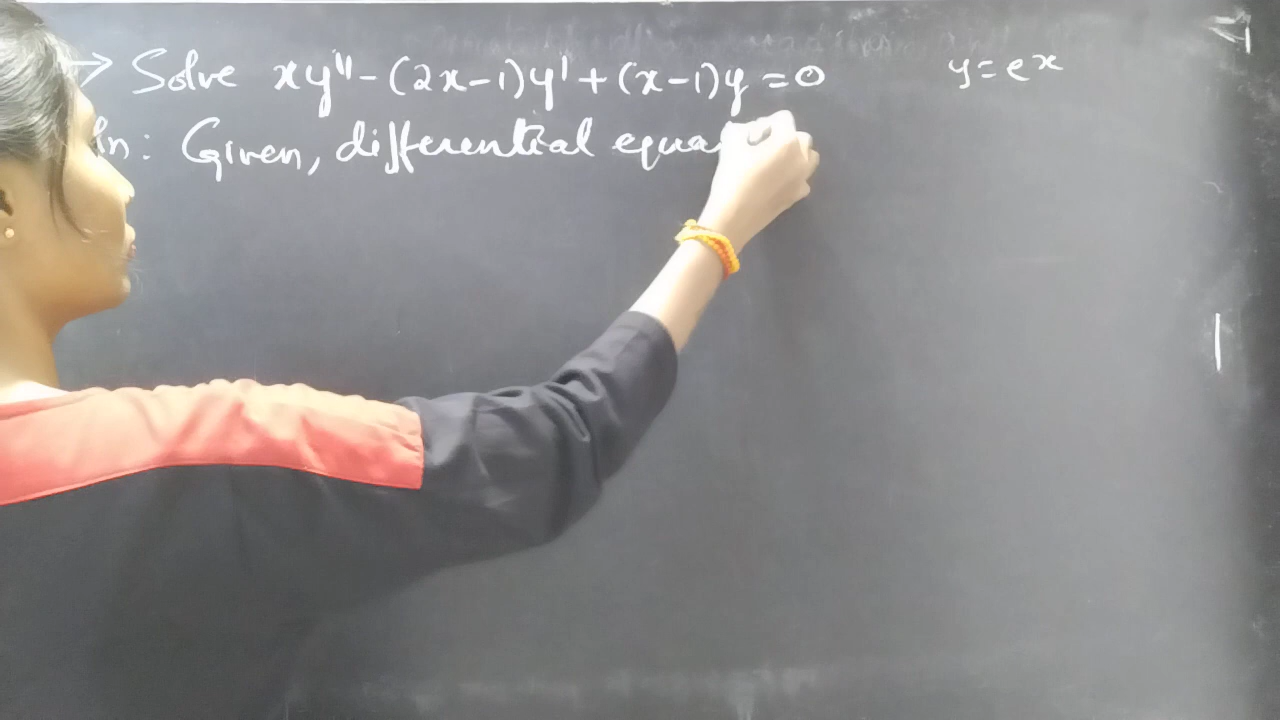 → Solve xy" - (2x-1)y' + (x-1)y = 0 y = e^x
ln: Given, differential equa